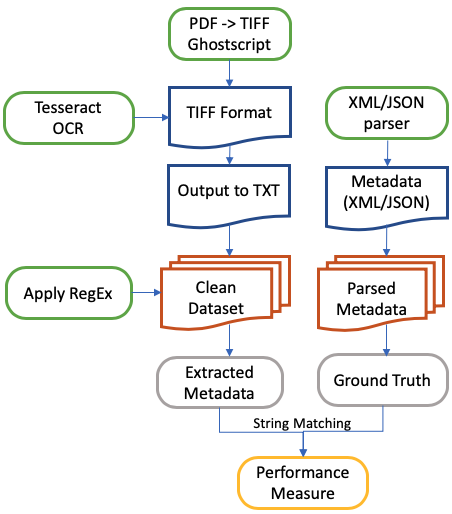 PDF -> TIFF
Ghostscript
Tesseract
OCR
TIFF Format
XML/JSON
parser
Output to TXT
Metadata
(XML/JSON)
Apply RegEx
Clean
Dataset
Parsed
Metadata
Extracted
Metadata
Ground Truth
String Matching
Performance
Measure